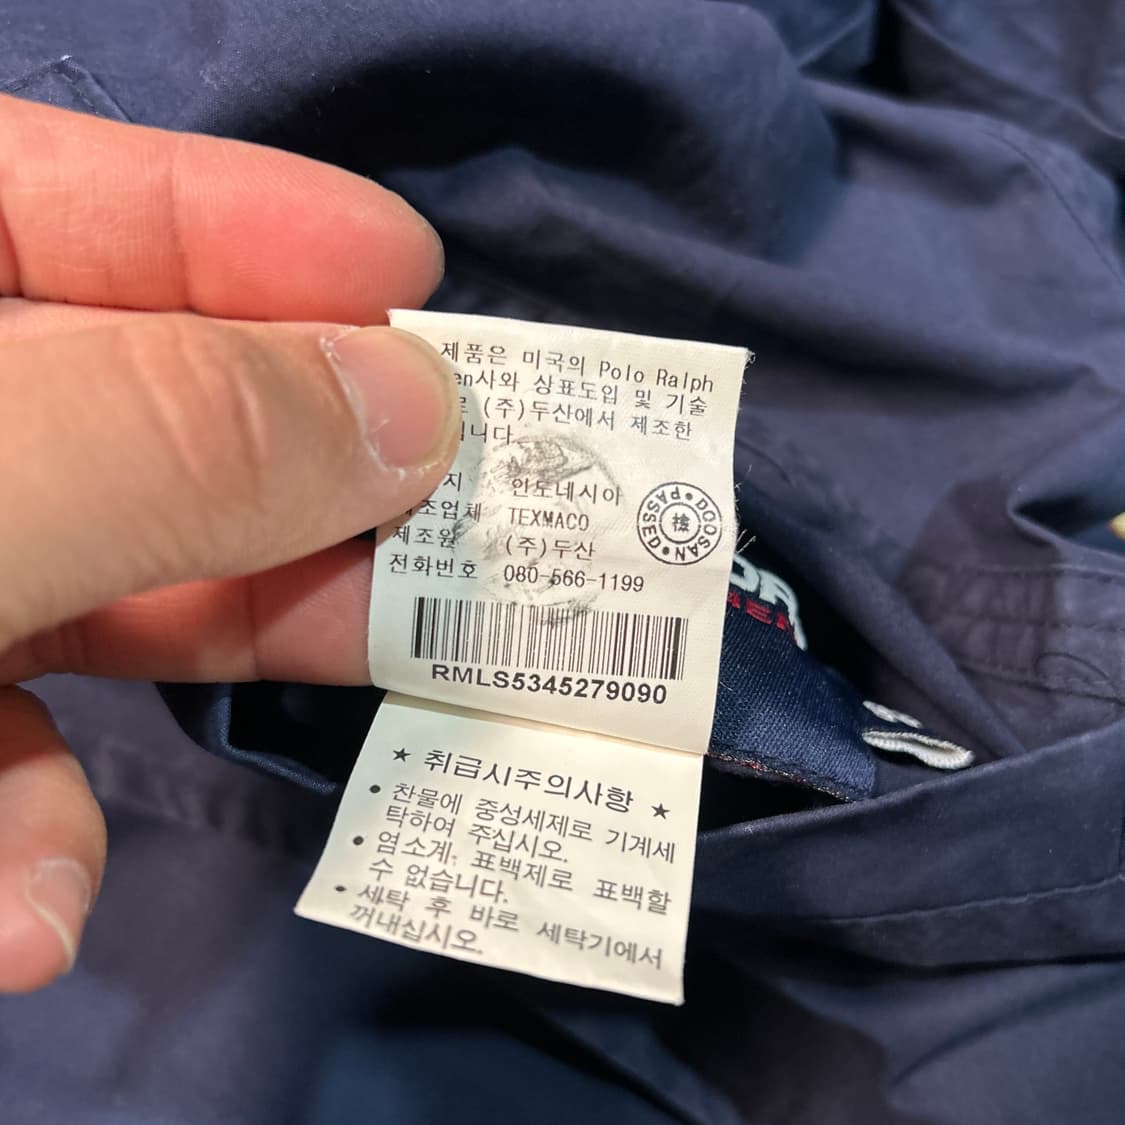 제품은 미국의 Polo Ralph
en사와 상표도입 및 기술
(주)두산에서 제조한
입니다.
지 인도네시아
제조업체 TEXMACO
제조원 (주)두산
전화번호 080-566-1199
DOOSAN PASSED
檢
RMLS5345279090
★ 취급시주의사항 ★
• 찬물에 중성세제로 기계세
탁하여 주십시오.
• 염소계, 표백제로 표백할
수 없습니다.
• 세탁 후 바로 세탁기에서
꺼내십시오.